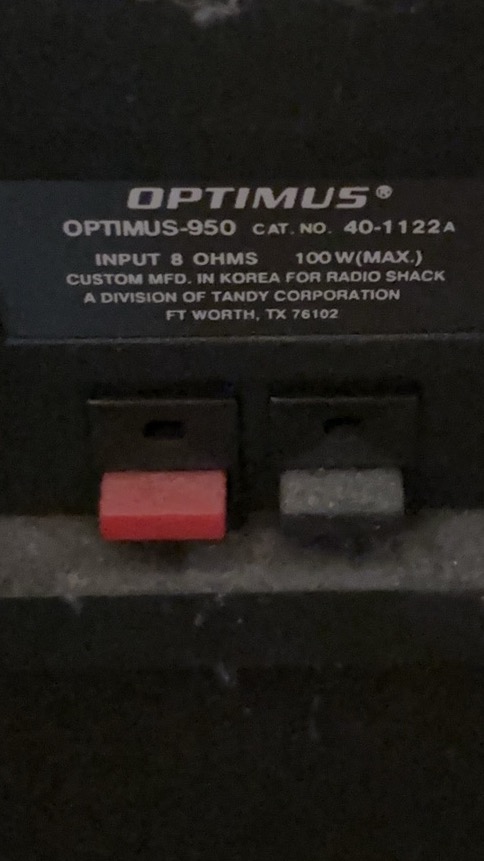 OPTIMUS®
OPTIMUS-950 CAT. NO. 40-1122A
INPUT 8 OHMS 100W(MAX.)
CUSTOM MFD. IN KOREA FOR RADIO SHACK
A DIVISION OF TANDY CORPORATION
FT WORTH, TX 76102